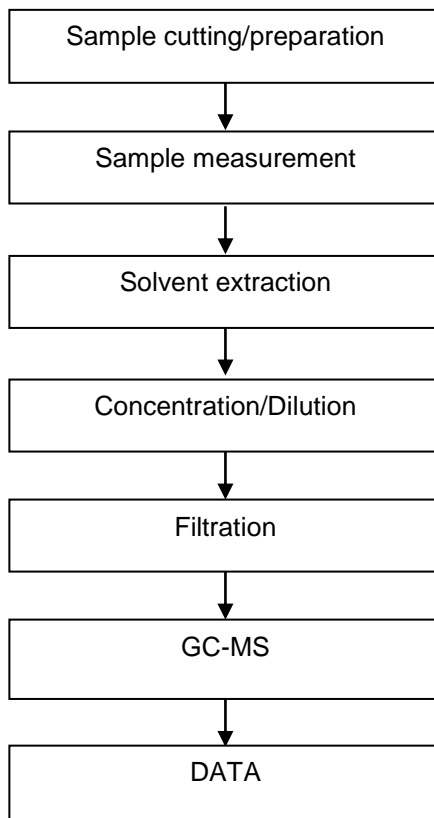 Sample cutting/preparation
Sample measurement
Solvent extraction
Concentration/Dilution
Filtration
GC-MS
DATA